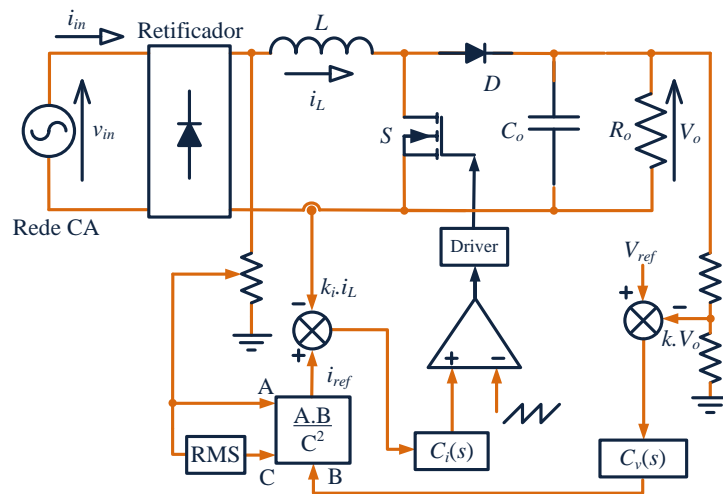 i_in
Retificador
L
i_L
D
v_in
S
C_o
R_o
V_o
Rede CA
Driver
V_ref
k_i.i_L
−
+
−
k.V_o
+
i_ref
+
−
A
A.B
C²
RMS
C
B
C_i(s)
C_v(s)